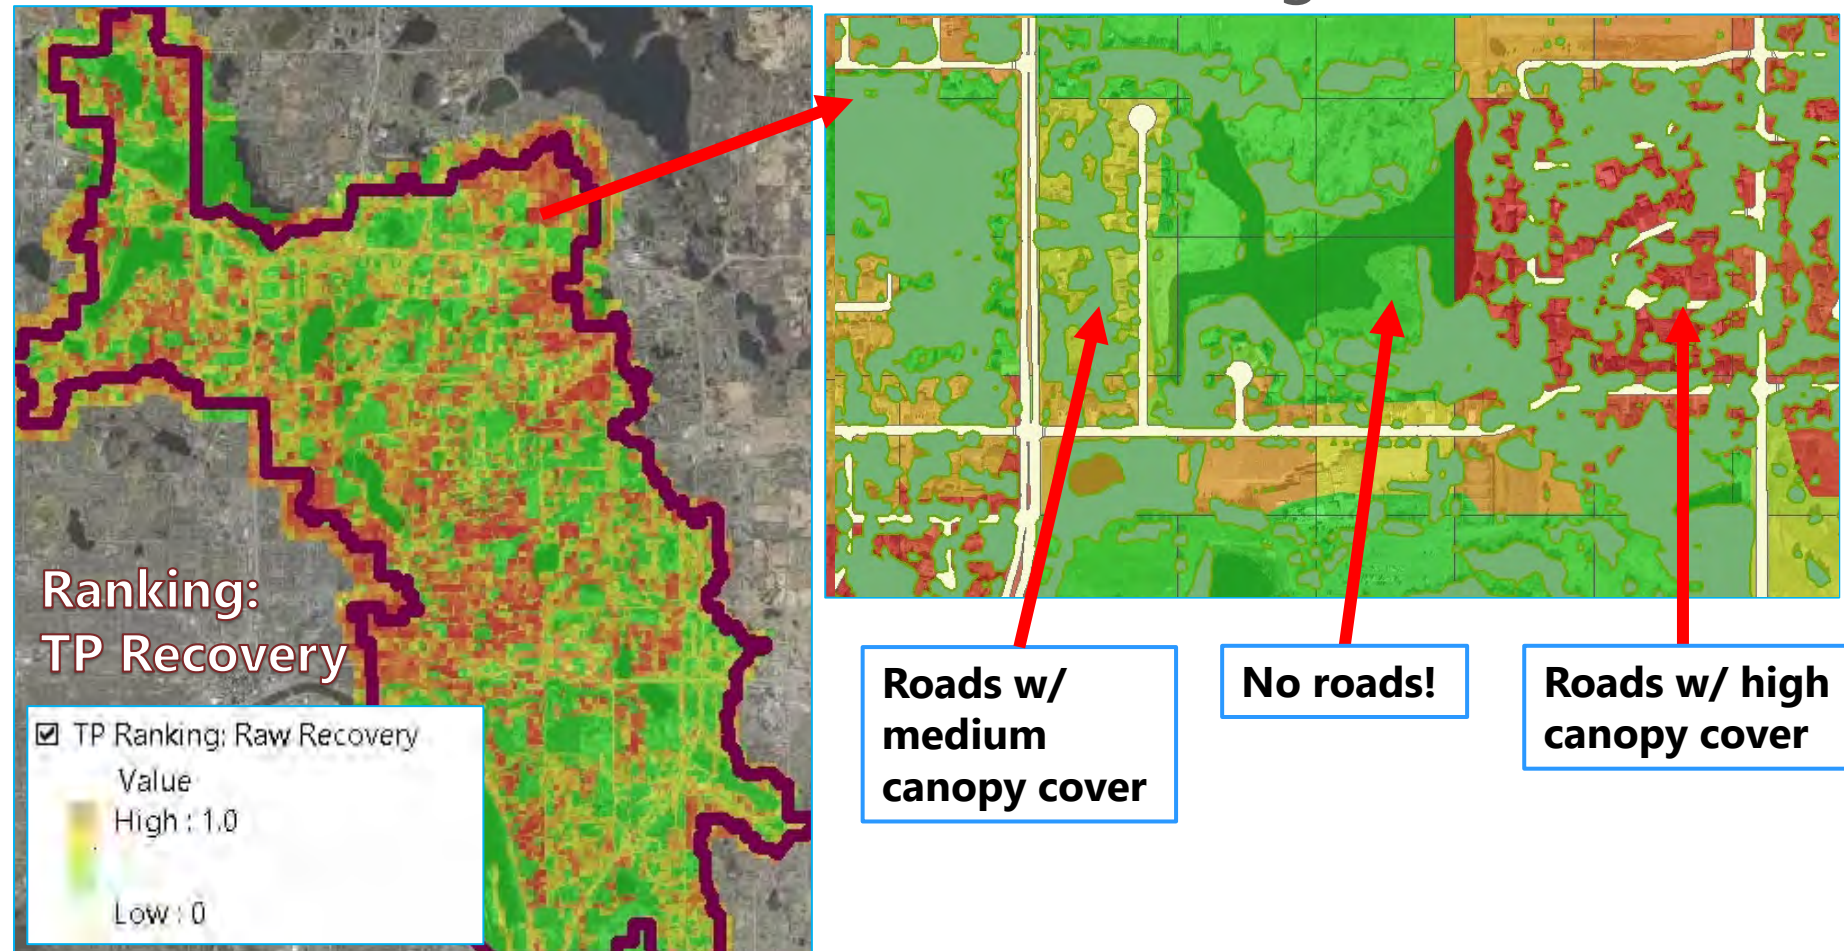 Ranking:
TP Recovery
TP Ranking: Raw Recovery
Value
High : 1.0
Low : 0
Roads w/
medium
canopy cover
No roads!
Roads w/ high
canopy cover